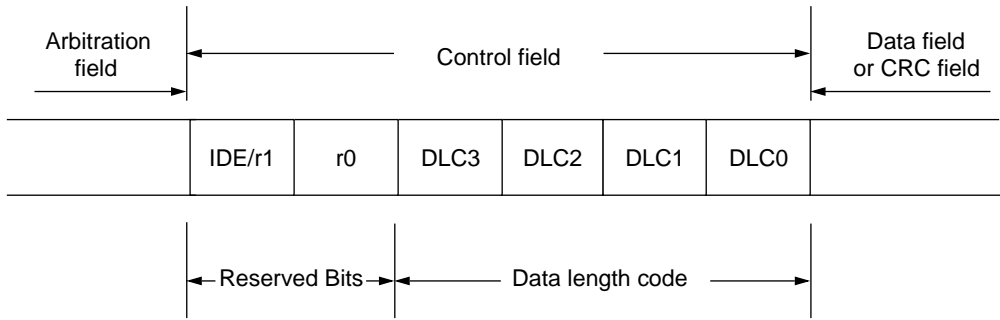 Arbitration
field
Control field
Data field
or CRC field
IDE/r1
r0
DLC3
DLC2
DLC1
DLC0
Reserved Bits
Data length code